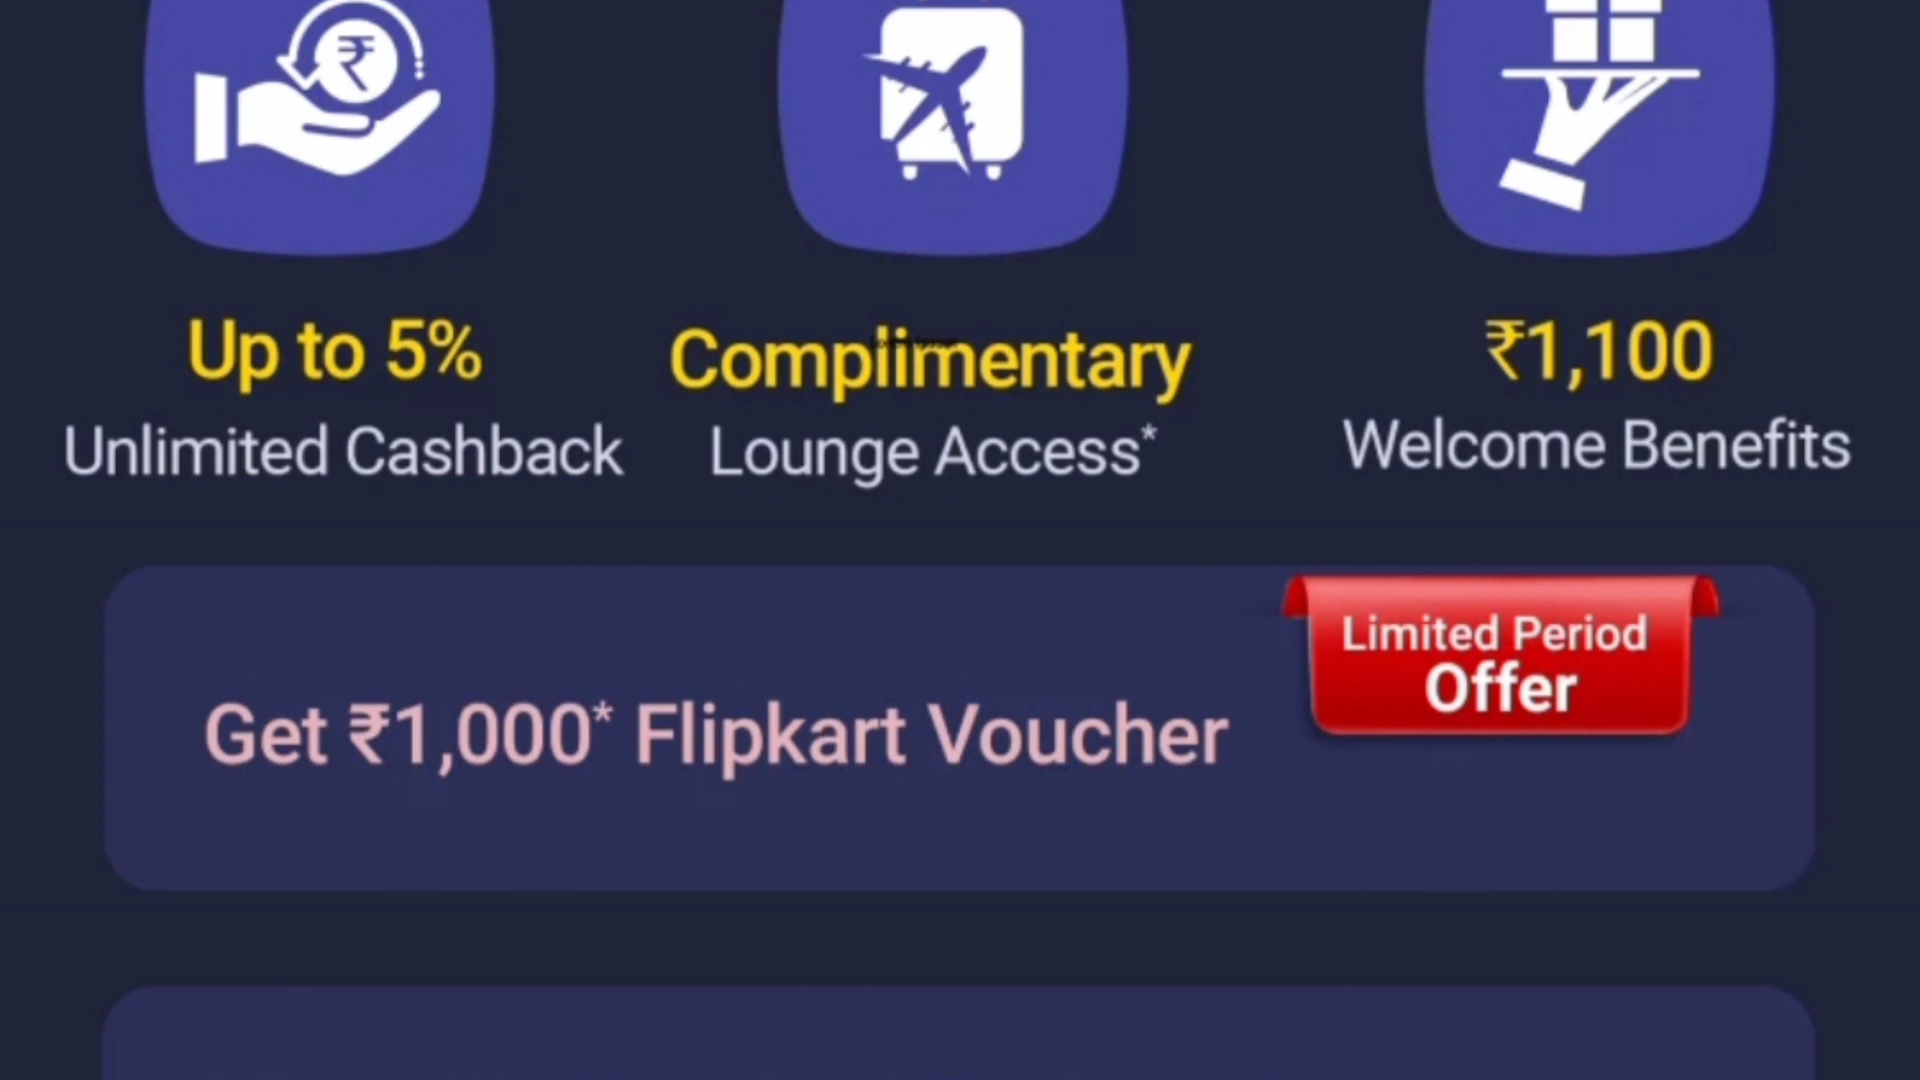 ₹
Up to 5%
Unlimited Cashback
Complimentary
Lounge Access*
₹1,100
Welcome Benefits
Limited Period
Offer
Get ₹1,000* Flipkart Voucher